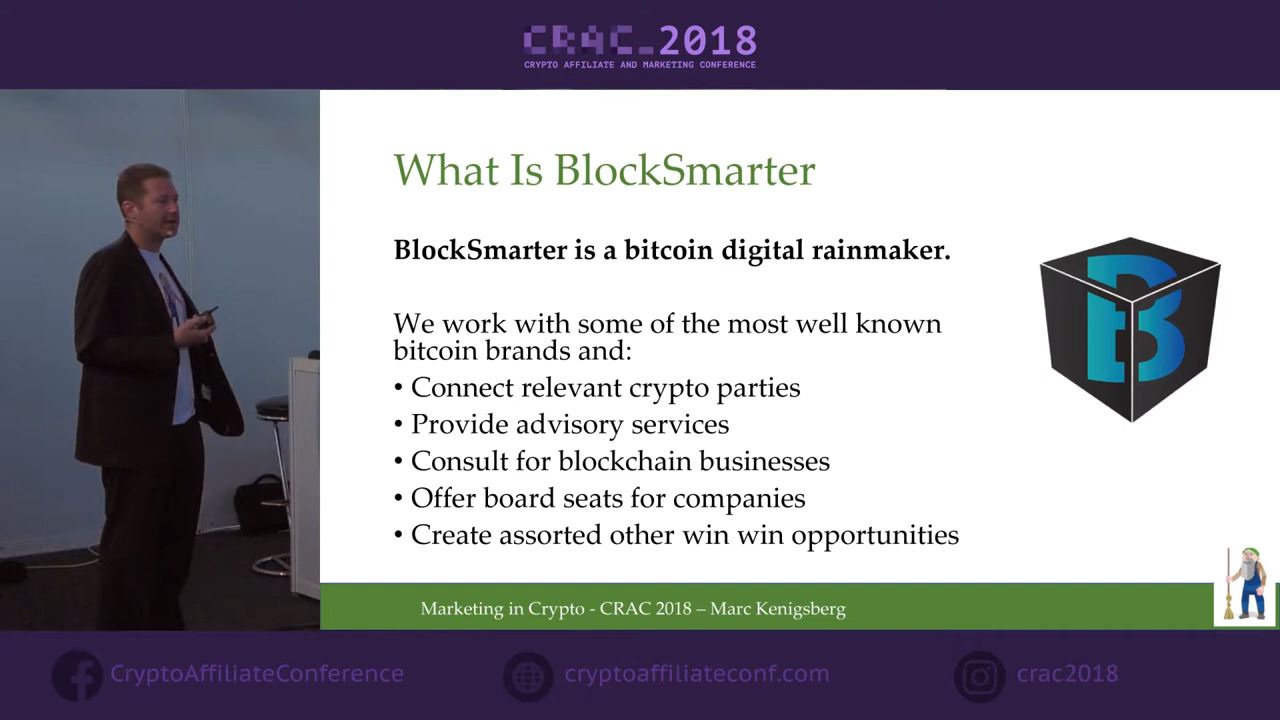 CRAC_2018
CRYPTO AFFILIATE AND MARKETING CONFERENCE
What Is BlockSmarter
BlockSmarter is a bitcoin digital rainmaker.
We work with some of the most well known
bitcoin brands and:
• Connect relevant crypto parties
• Provide advisory services
• Consult for blockchain businesses
• Offer board seats for companies
• Create assorted other win win opportunities
B
Marketing in Crypto - CRAC 2018 – Marc Kenigsberg
CryptoAffiliateConference
cryptoaffiliateconf.com
crac2018